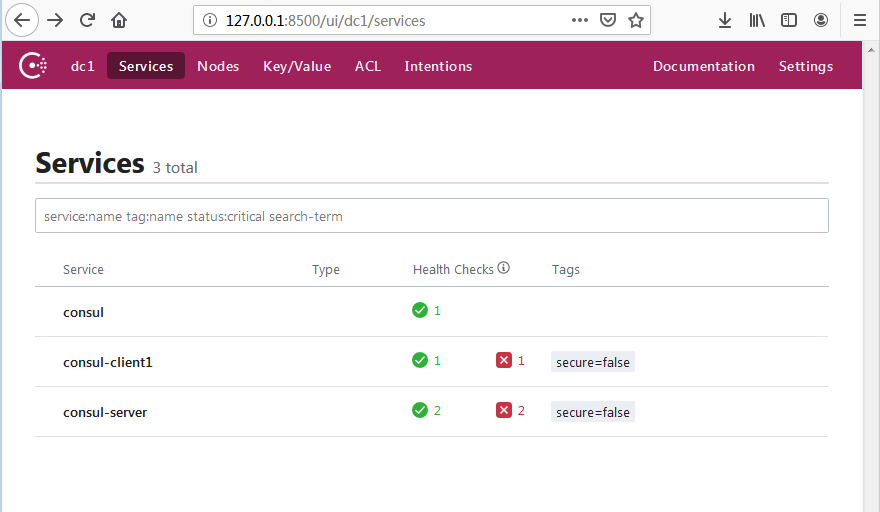 127.0.0.1:8500/ui/dc1/services
dc1 Services Nodes Key/Value ACL Intentions Documentation Settings
Services 3 total
service:name tag:name status:critical search-term
Service Type Health Checks Tags
consul 1
consul-client1 1 1 secure=false
consul-server 2 2 secure=false